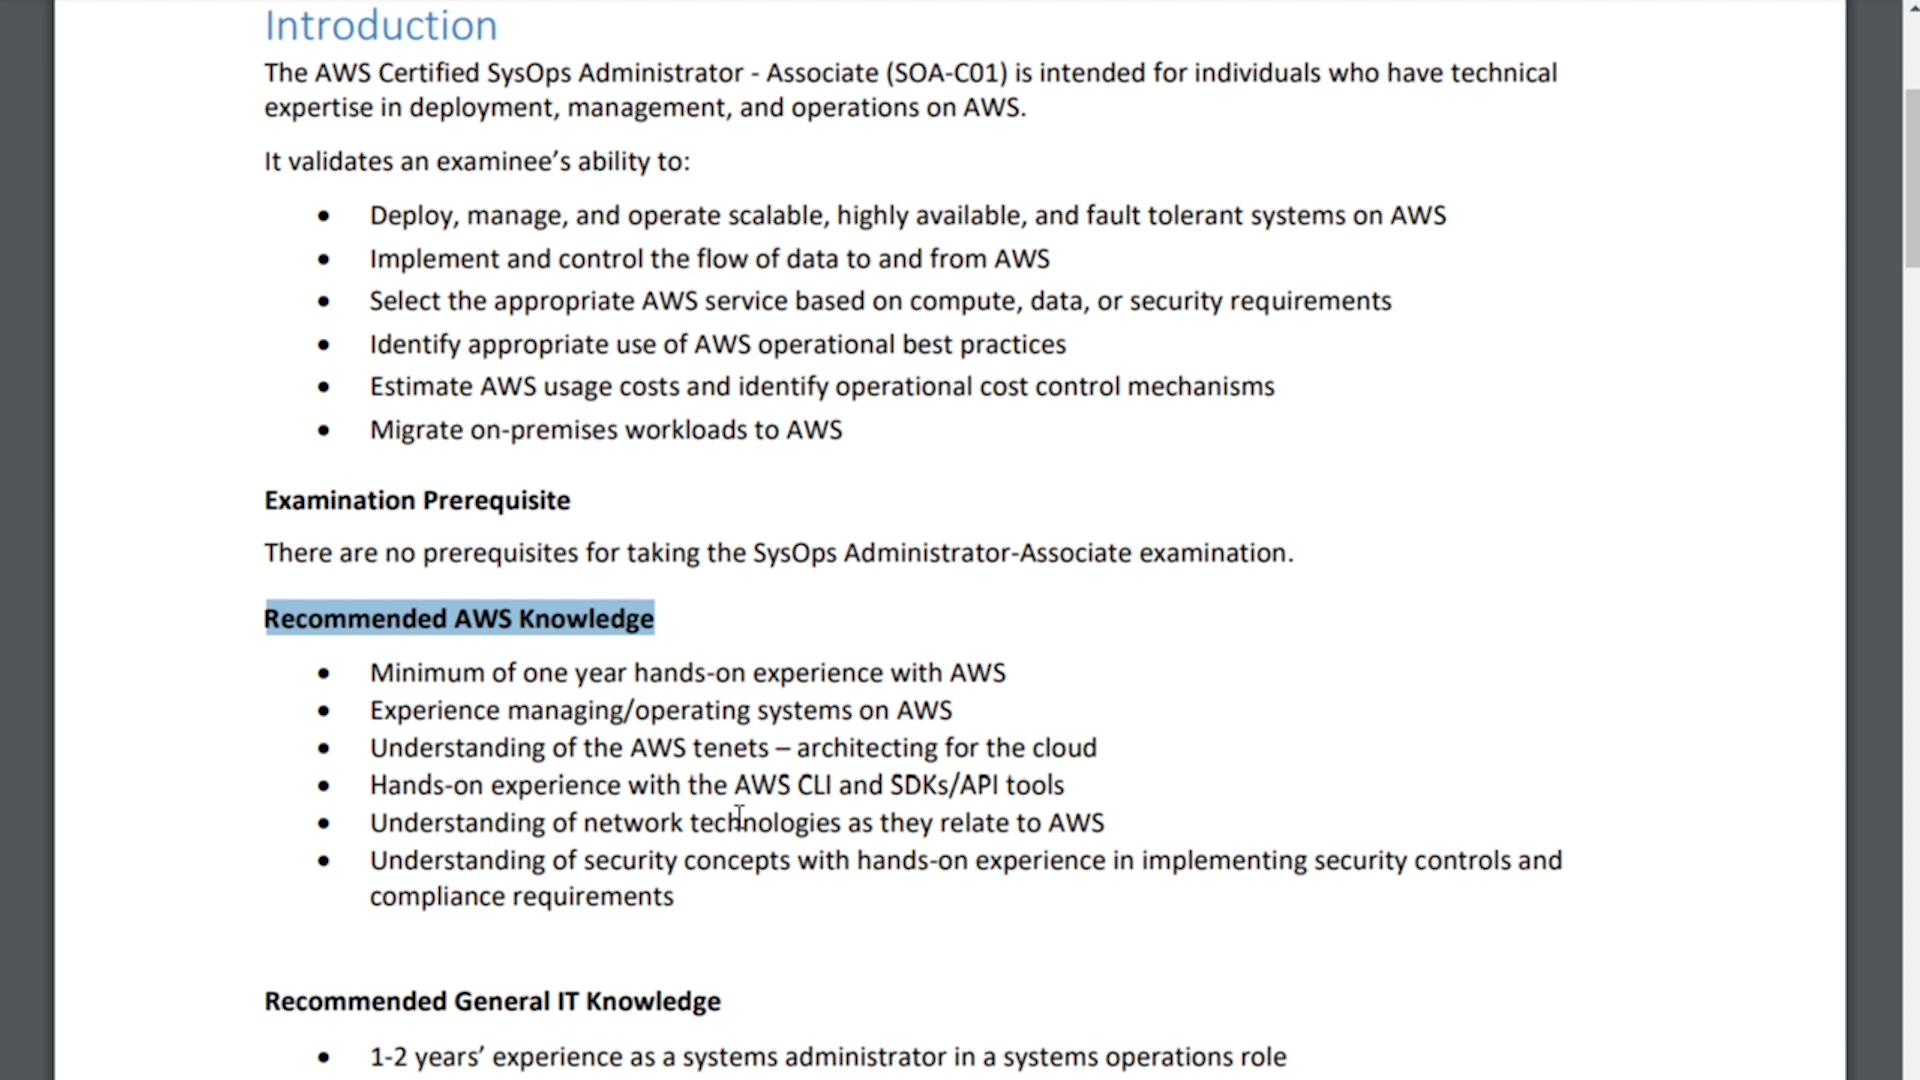 Introduction
The AWS Certified SysOps Administrator - Associate (SOA-C01) is intended for individuals who have technical
expertise in deployment, management, and operations on AWS.
It validates an examinee’s ability to:
• Deploy, manage, and operate scalable, highly available, and fault tolerant systems on AWS
• Implement and control the flow of data to and from AWS
• Select the appropriate AWS service based on compute, data, or security requirements
• Identify appropriate use of AWS operational best practices
• Estimate AWS usage costs and identify operational cost control mechanisms
• Migrate on-premises workloads to AWS
Examination Prerequisite
There are no prerequisites for taking the SysOps Administrator-Associate examination.
Recommended AWS Knowledge
• Minimum of one year hands-on experience with AWS
• Experience managing/operating systems on AWS
• Understanding of the AWS tenets – architecting for the cloud
• Hands-on experience with the AWS CLI and SDKs/API tools
• Understanding of network technologies as they relate to AWS
• Understanding of security concepts with hands-on experience in implementing security controls and
compliance requirements
Recommended General IT Knowledge
• 1-2 years’ experience as a systems administrator in a systems operations role